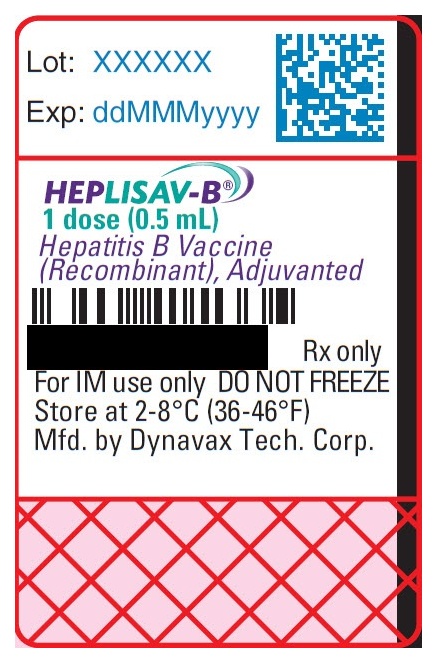 Lot: XXXXXX
Exp: ddMMMyyyy
HEPLISAV-B®
1 dose (0.5 mL)
Hepatitis B Vaccine
(Recombinant), Adjuvanted
Rx only
For IM use only DO NOT FREEZE
Store at 2-8°C (36-46°F)
Mfd. by Dynavax Tech. Corp.